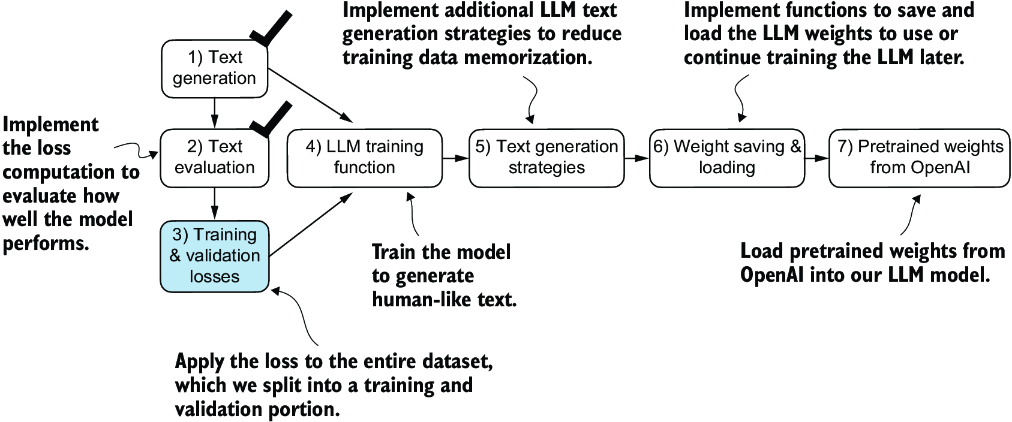 Implement additional LLM text
generation strategies to reduce
training data memorization.
Implement functions to save and
load the LLM weights to use or
continue training the LLM later.
1) Text
generation
Implement
the loss
computation to
evaluate how
well the model
performs.
2) Text
evaluation
4) LLM training
function
5) Text generation
strategies
6) Weight saving &
loading
7) Pretrained weights
from OpenAI
3) Training
& validation
losses
Train the model
to generate
human-like text.
Load pretrained weights from
OpenAI into our LLM model.
Apply the loss to the entire dataset,
which we split into a training and
validation portion.